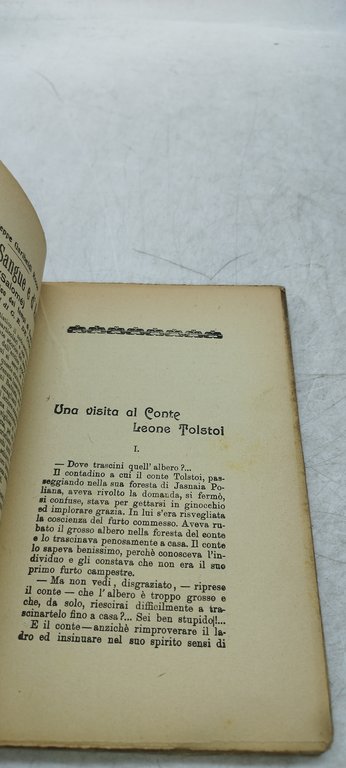 Sangue
Una visita al Conte
Leone Tolstoi
I.
— Dove trascini quell' albero ?...
Il contadino a cui il conte Tolstoi, pas-
seggiando nella sua foresta di Jasnaia Po-
liana, aveva rivolto la domanda, si fermò,
si confuse, stava per gettarsi in ginocchio
ed implorare grazia. In lui s'era risvegliata
la coscienza del furto commesso. Aveva ru-
bato il grosso albero nella foresta del conte
e lo trascinava penosamente a casa. Il conte
lo sapeva benissimo, perchè conosceva l'in-
dividuo e gli constava che non era il suo
primo furto campestre.
— Ma non vedi, disgraziato, — riprese
il conte — che l'albero è troppo grosso e
che, da solo, riescirai difficilmente a tra-
scinartelo fino a casa?... Sei ben stupido!...
E il conte — anzichè rimproverare il la-
dro ed insinuare nel suo spirito sensi di